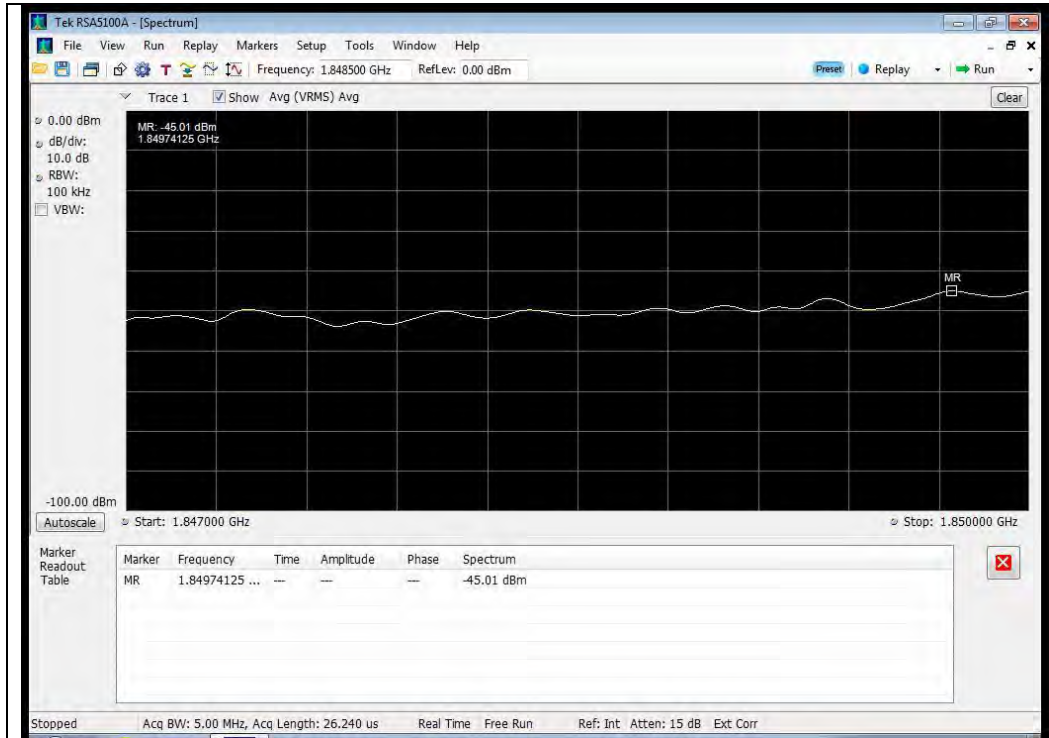 Tek RSA5100A - [Spectrum]
File View Run Replay Markers Setup Tools Window Help
Frequency: 1.848500 GHz RefLev: 0.00 dBm Preset Replay Run
Trace 1 Show Avg (VRMS) Avg Clear
0.00 dBm
dB/div:
10.0 dB
RBW:
100 kHz
VBW:
MR: -45.01 dBm
1.84974125 GHz
MR
-100.00 dBm
Autoscale Start: 1.847000 GHz Stop: 1.850000 GHz
Marker Readout Table
Marker Frequency Time Amplitude Phase Spectrum
MR 1.84974125 ... --- --- --- -45.01 dBm
Stopped Acq BW: 5.00 MHz, Acq Length: 26.240 us Real Time Free Run Ref: Int Atten: 15 dB Ext Corr